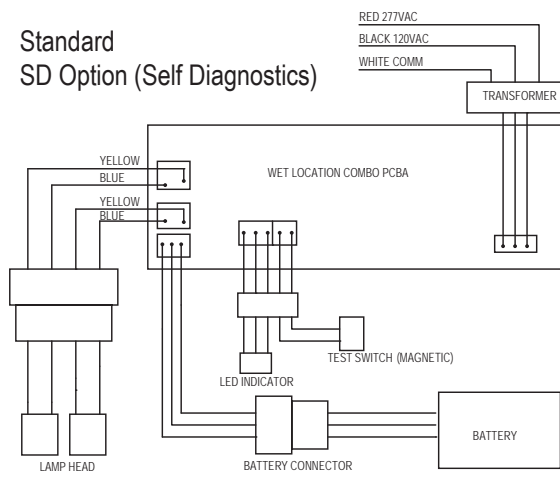 Standard
SD Option (Self Diagnostics)
RED 277VAC
BLACK 120VAC
WHITE COMM
TRANSFORMER
YELLOW
BLUE
WET LOCATION COMBO PCBA
YELLOW
BLUE
TEST SWITCH (MAGNETIC)
LED INDICATOR
BATTERY
LAMP HEAD
BATTERY CONNECTOR